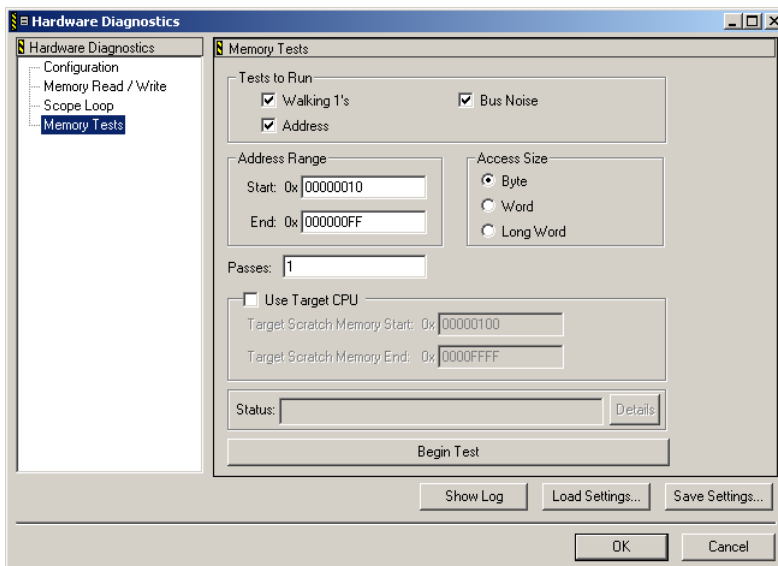 Hardware Diagnostics
Hardware Diagnostics
Configuration
Memory Read / Write
Scope Loop
Memory Tests
Memory Tests
Tests to Run
Walking 1's
Bus Noise
Address
Address Range
Start: 0x 00000010
End: 0x 000000FF
Access Size
Byte
Word
Long Word
Passes: 1
Use Target CPU
Target Scratch Memory Start: 0x 00000100
Target Scratch Memory End: 0x 0000FFFF
Status:
Details
Begin Test
Show Log
Load Settings...
Save Settings...
OK
Cancel